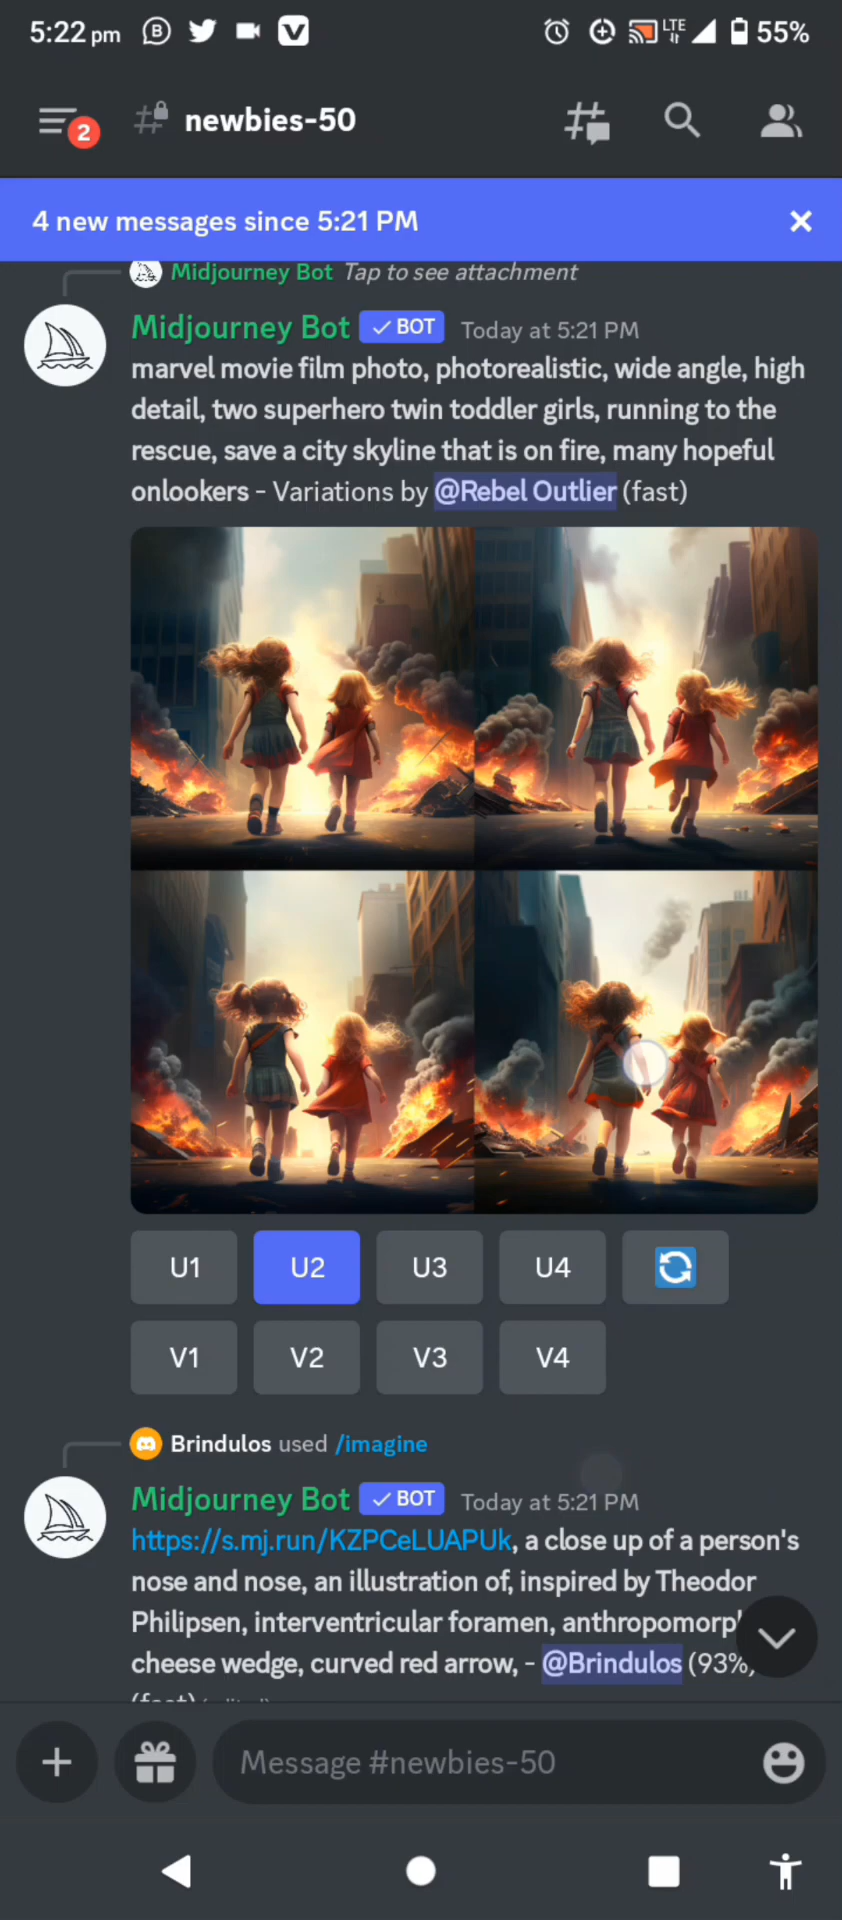 5:22 pm LTE 55%
2 newbies-50
4 new messages since 5:21 PM
Midjourney Bot Tap to see attachment
Midjourney Bot BOT Today at 5:21 PM
marvel movie film photo, photorealistic, wide angle, high
detail, two superhero twin toddler girls, running to the
rescue, save a city skyline that is on fire, many hopeful
onlookers - Variations by @Rebel Outlier (fast)
U1 U2 U3 U4
V1 V2 V3 V4
Brindulos used /imagine
Midjourney Bot BOT Today at 5:21 PM
https://s.mj.run/KZPCeLUAPUk, a close up of a person's
nose and nose, an illustration of, inspired by Theodor
Philipsen, interventricular foramen,
cheese wedge, curved red arrow, - @Brindulos (93%)
Message #newbies-50